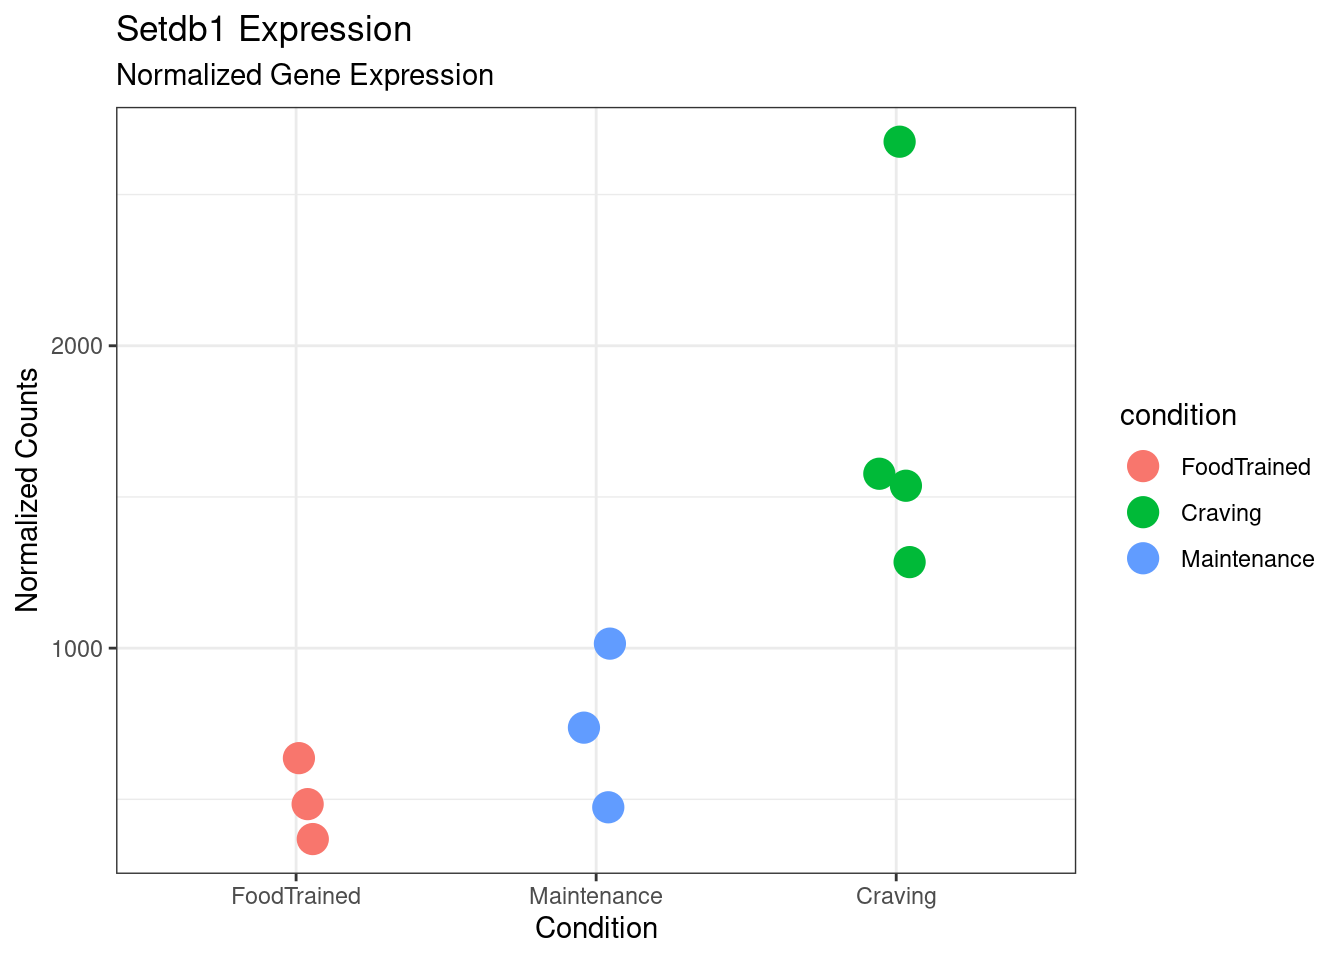 Setdb1 Expression
Normalized Gene Expression
Normalized Counts
2000
1000
FoodTrained
Maintenance
Craving
Condition
condition
FoodTrained
Craving
Maintenance